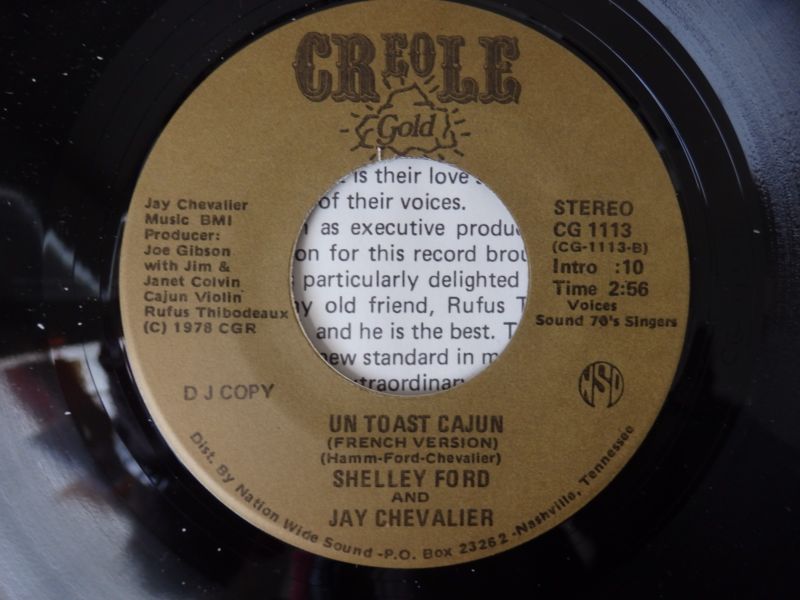 CREOLE
Gold
Jay Chevalier
Music BMI
Producer:
Joe Gibson
with Jim &
Janet Colvin
Cajun Violin
Rufus Thibodeaux
(C) 1978 CGR
D J COPY
is their love
of their voices.
as executive
on for this record
particularly delighted
old friend, Rufus
and he is the best.
new standard in
STEREO
CG 1113
(CG-1113-B)
Intro :10
Time 2:56
Voices
Sound 70's Singers
NSD
UN TOAST CAJUN
(FRENCH VERSION)
(Hamm-Ford-Chevalier)
SHELLEY FORD
AND
JAY CHEVALIER
Dist. By Nation Wide Sound -P.O. Box 23262 -Nashville, Tennessee